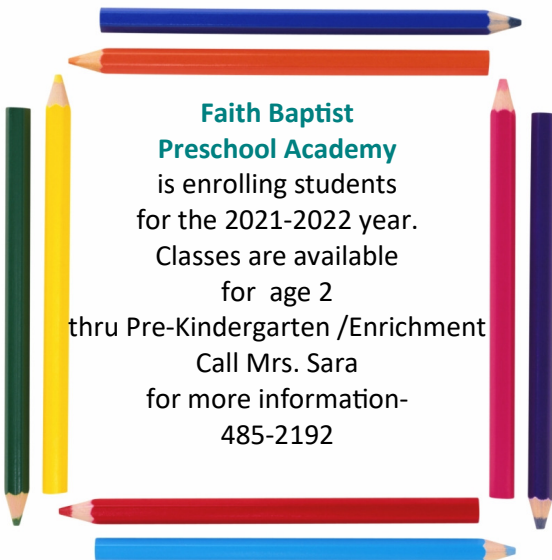 Faith Baptist
Preschool Academy
is enrolling students
for the 2021-2022 year.
Classes are available
for  age 2
thru Pre-Kindergarten /Enrichment
Call Mrs. Sara
for more information-
485-2192